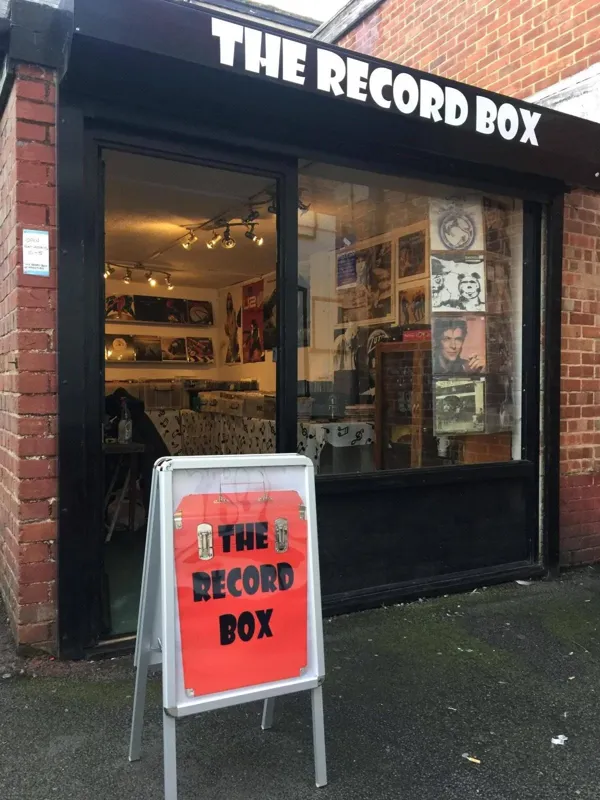 THE RECORD BOX
THE
RECORD
BOX